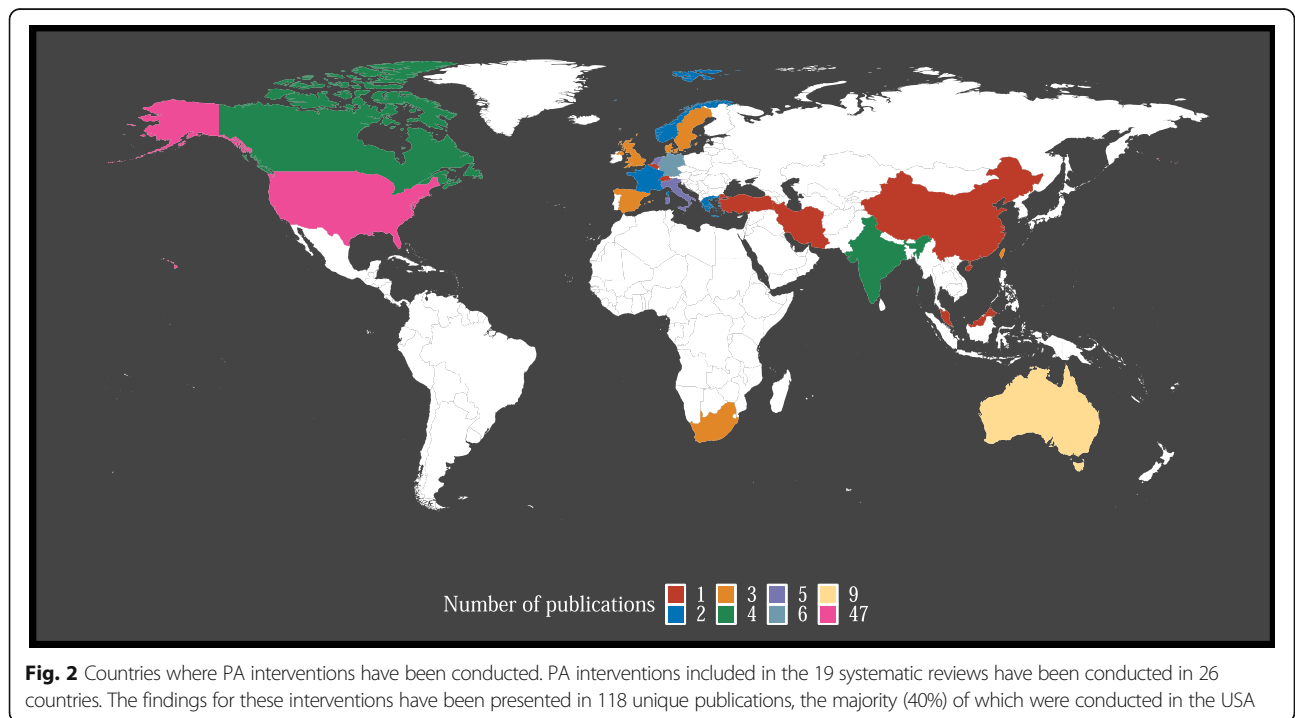 Number of publications 1 3 5 9
2 4 6 47
Fig. 2 Countries where PA interventions have been conducted. PA interventions included in the 19 systematic reviews have been conducted in 26
countries. The findings for these interventions have been presented in 118 unique publications, the majority (40%) of which were conducted in the USA